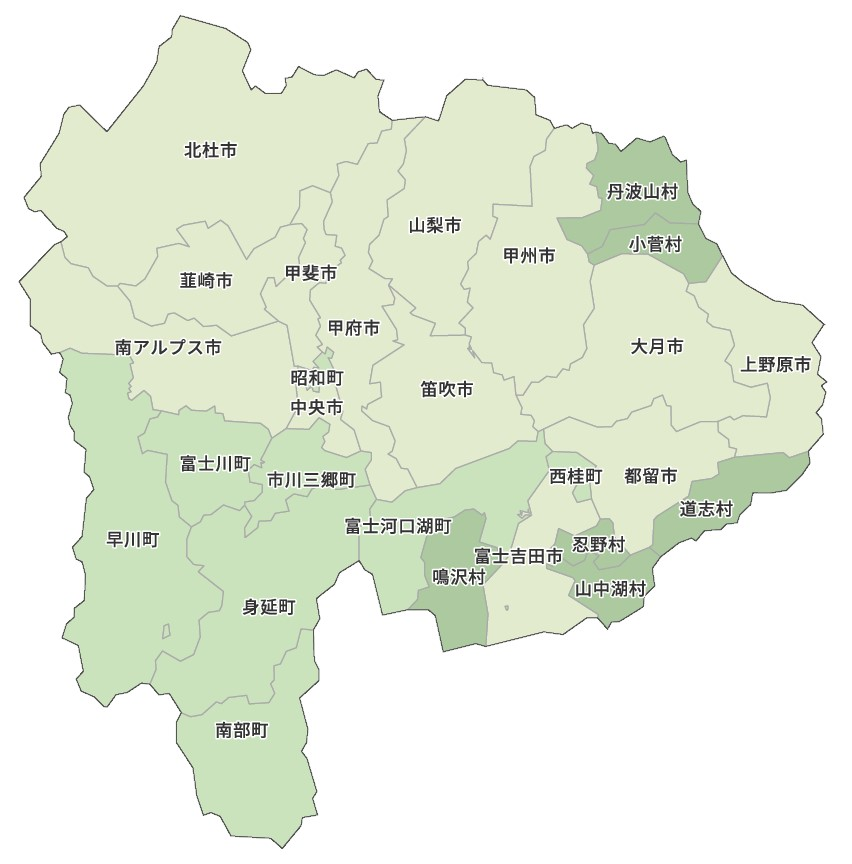 北杜市
丹波山村
山梨市
小菅村
甲州市
甲斐市
韮崎市
甲府市
南アルプス市
大月市
上野原市
昭和町
笛吹市
中央市
富士川町
市川三郷町
西桂町
都留市
道志村
富士河口湖町
早川町
忍野村
富士吉田市
鳴沢村
山中湖村
身延町
南部町